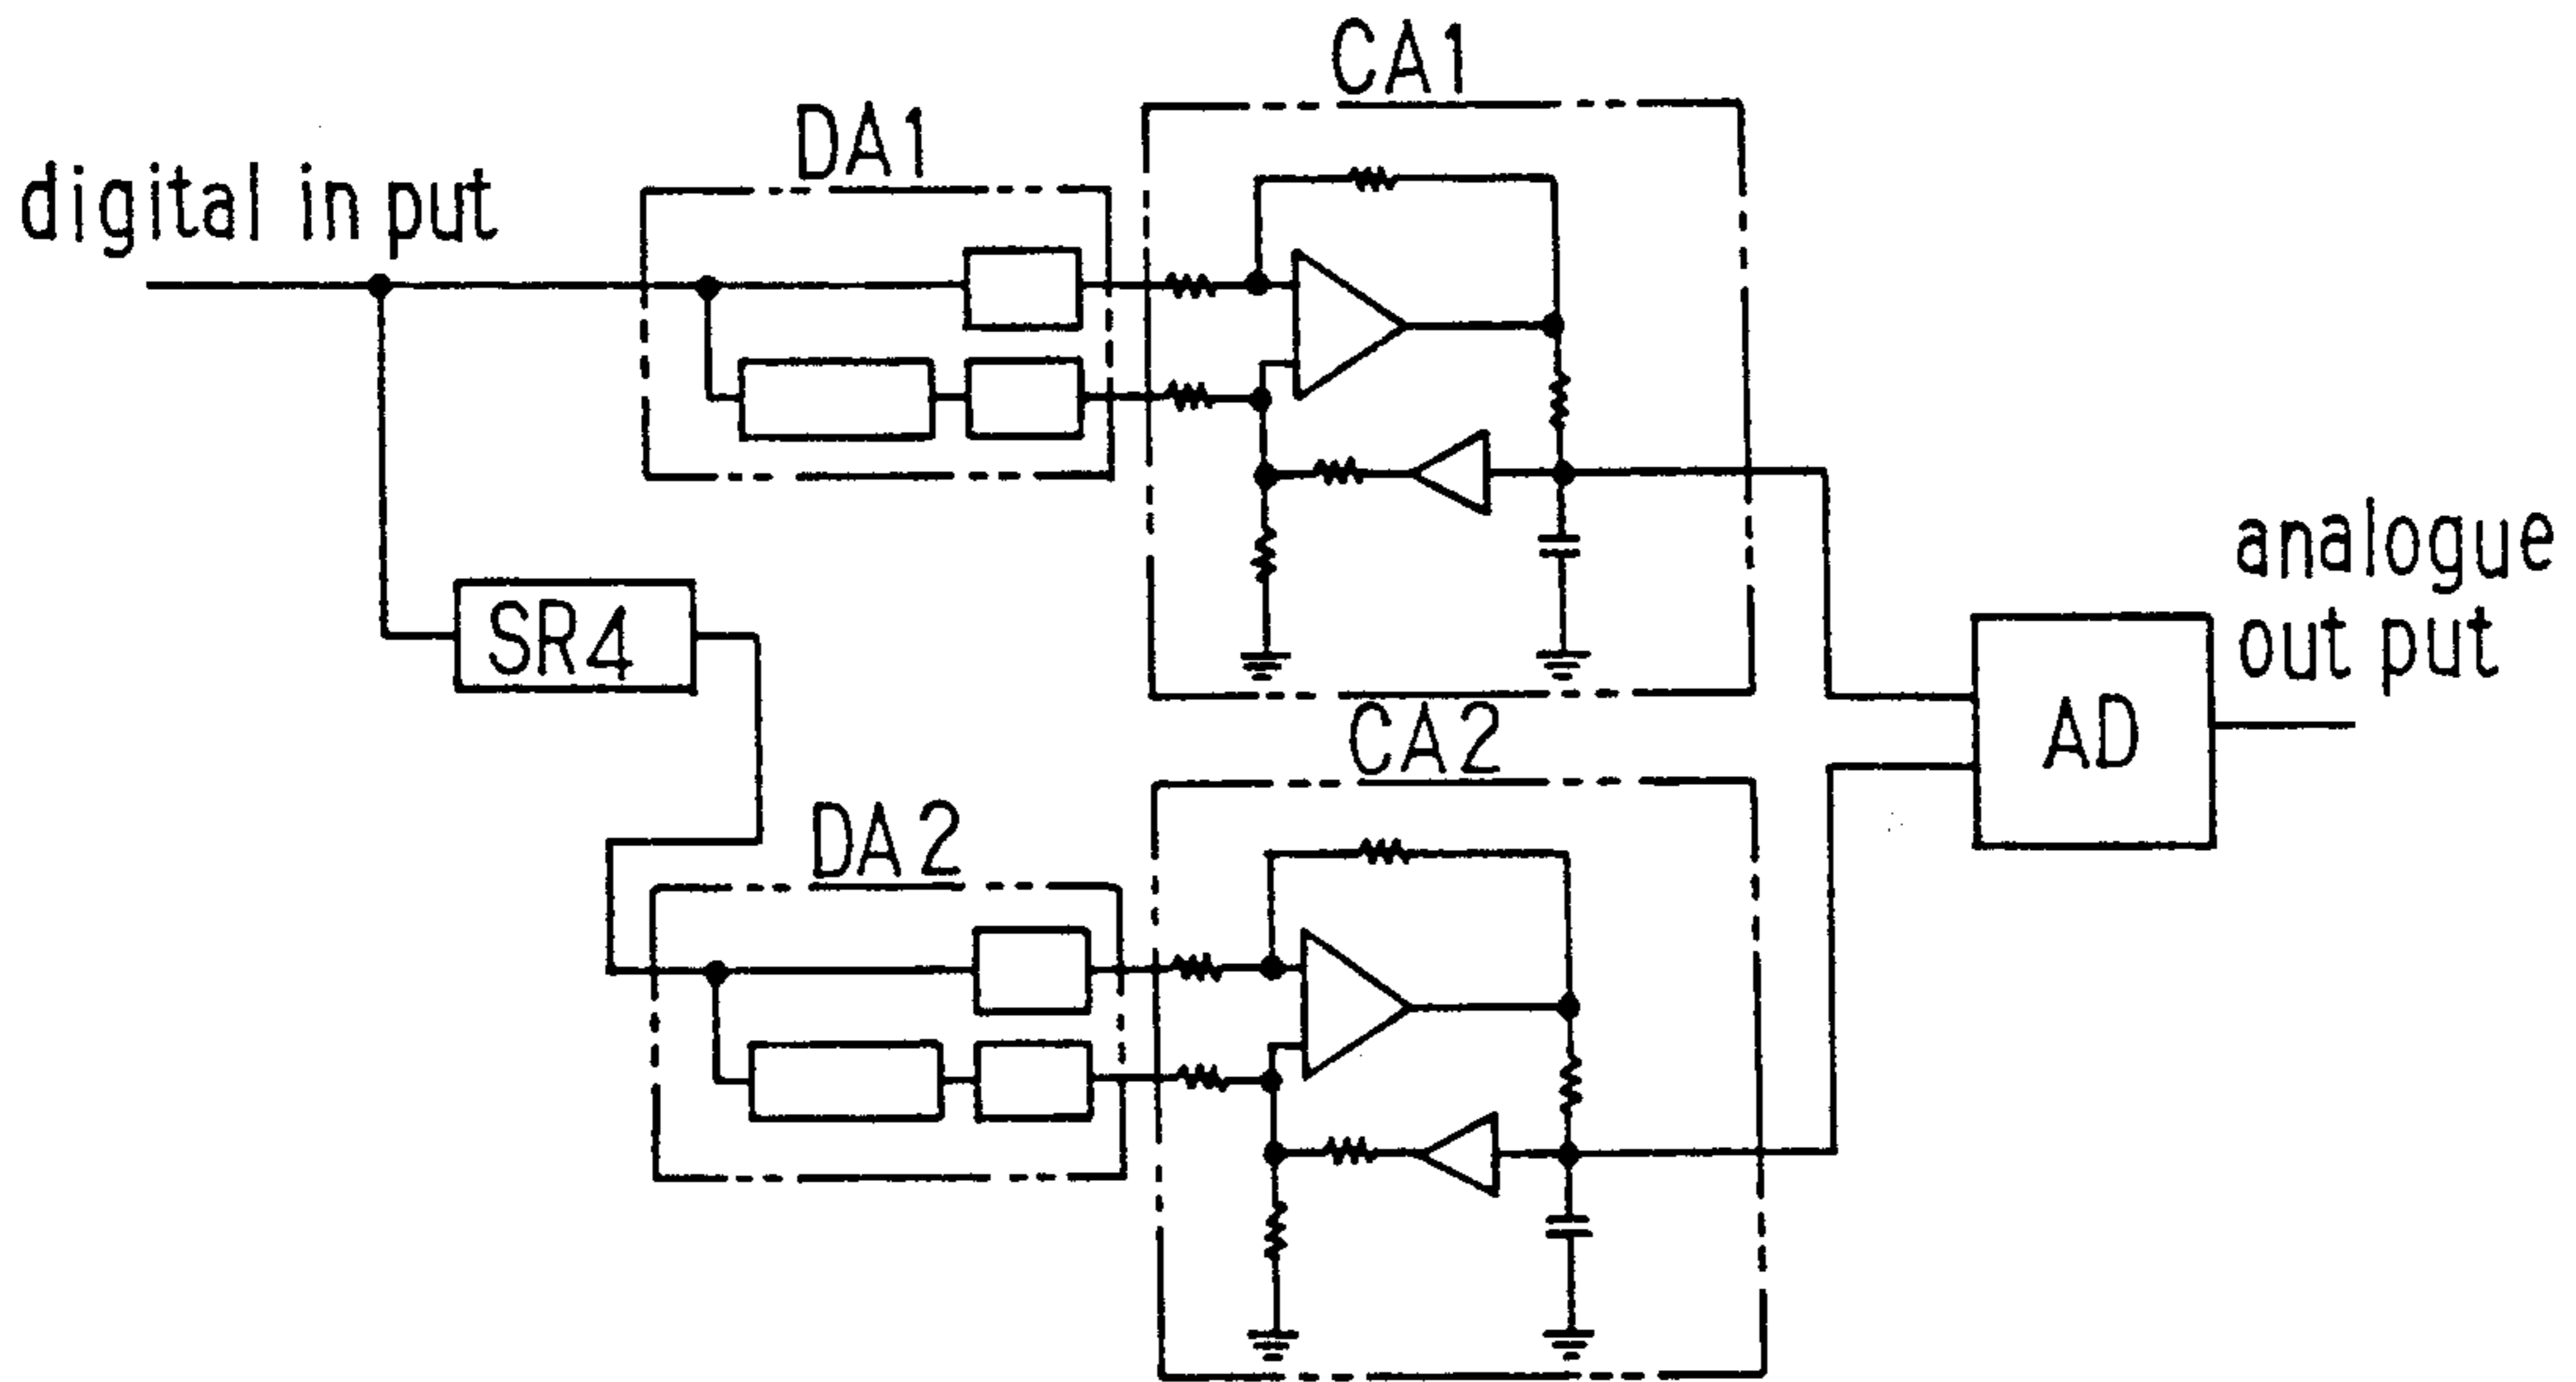 CA1
DA1
digital in put
SR4
analogue
out put
AD
CA2
DA2